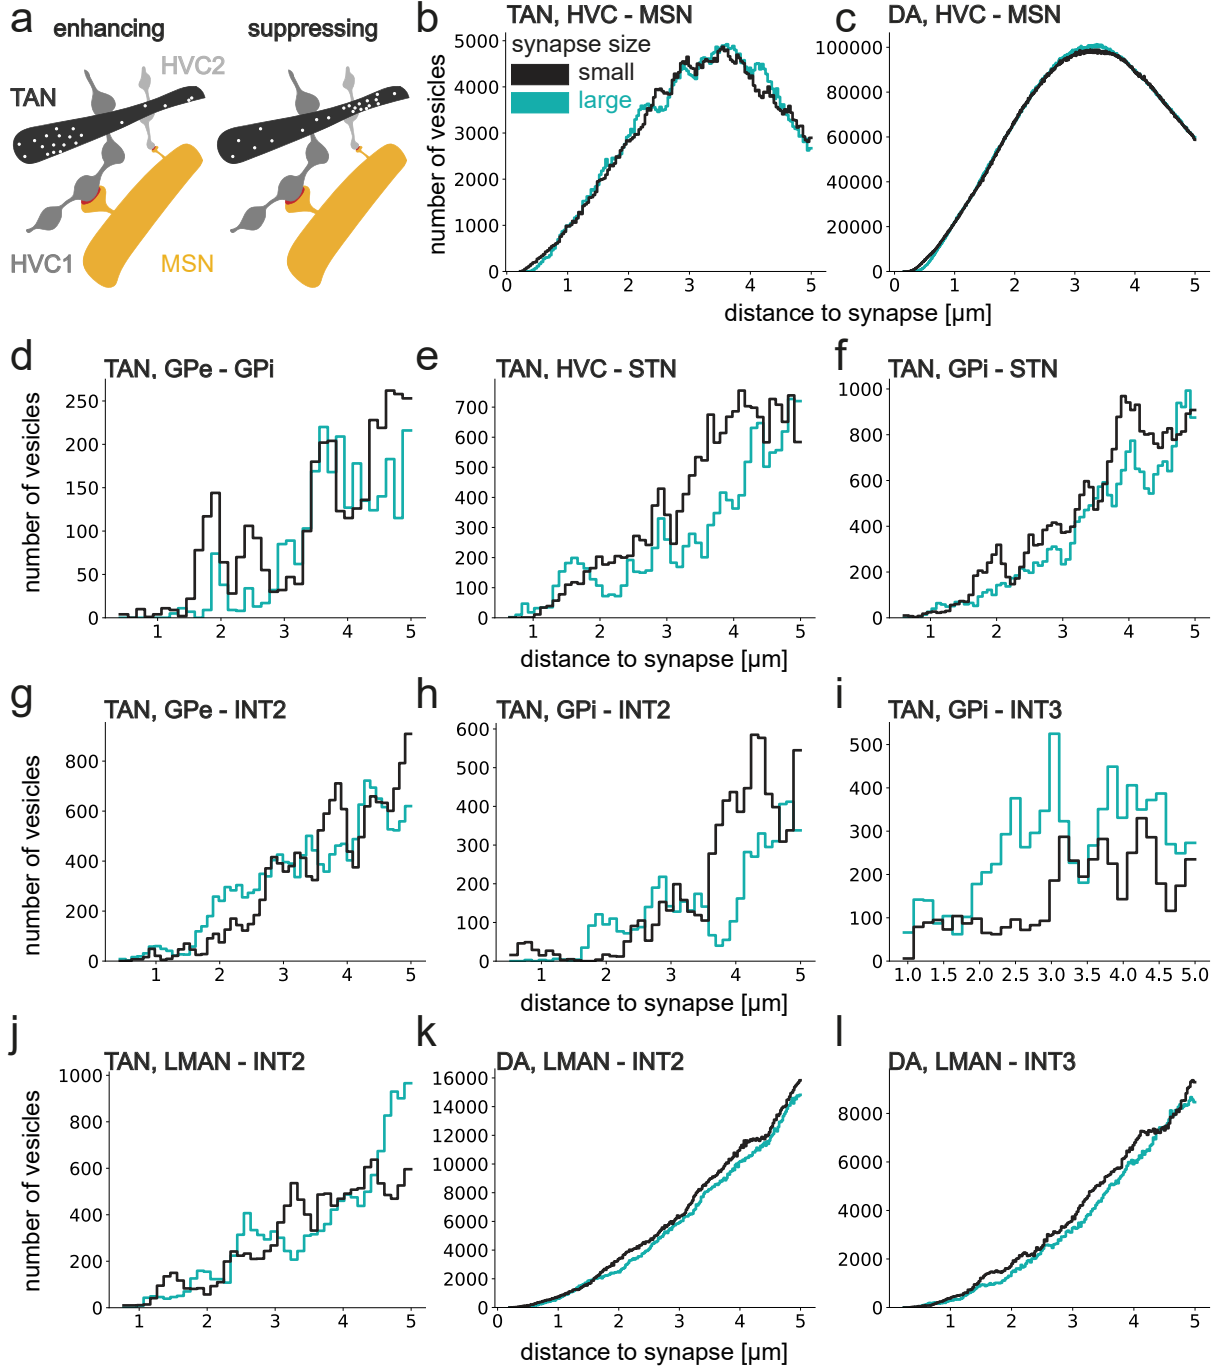 a
enhancing
suppressing
HVC2
TAN
HVC1
MSN
b
TAN, HVC - MSN
synapse size
small
large
number of vesicles
5000
4000
3000
2000
1000
0
0 1 2 3 4 5
c
DA, HVC - MSN
100000
80000
60000
40000
20000
0
0 1 2 3 4 5
distance to synapse [µm]
d
TAN, GPe - GPi
number of vesicles
250
200
150
100
50
0
1 2 3 4 5
e
TAN, HVC - STN
700
600
500
400
300
200
100
0
1 2 3 4 5
distance to synapse [µm]
f
TAN, GPi - STN
1000
800
600
400
200
0
1 2 3 4 5
g
TAN, GPe - INT2
number of vesicles
800
600
400
200
0
1 2 3 4 5
h
TAN, GPi - INT2
600
500
400
300
200
100
0
1 2 3 4 5
distance to synapse [µm]
i
TAN, GPi - INT3
500
400
300
200
100
0
1.0 1.5 2.0 2.5 3.0 3.5 4.0 4.5 5.0
j
TAN, LMAN - INT2
number of vesicles
1000
800
600
400
200
0
1 2 3 4 5
k
DA, LMAN - INT2
16000
14000
12000
10000
8000
6000
4000
2000
0
0 1 2 3 4 5
distance to synapse [µm]
l
DA, LMAN - INT3
8000
6000
4000
2000
0
0 1 2 3 4 5